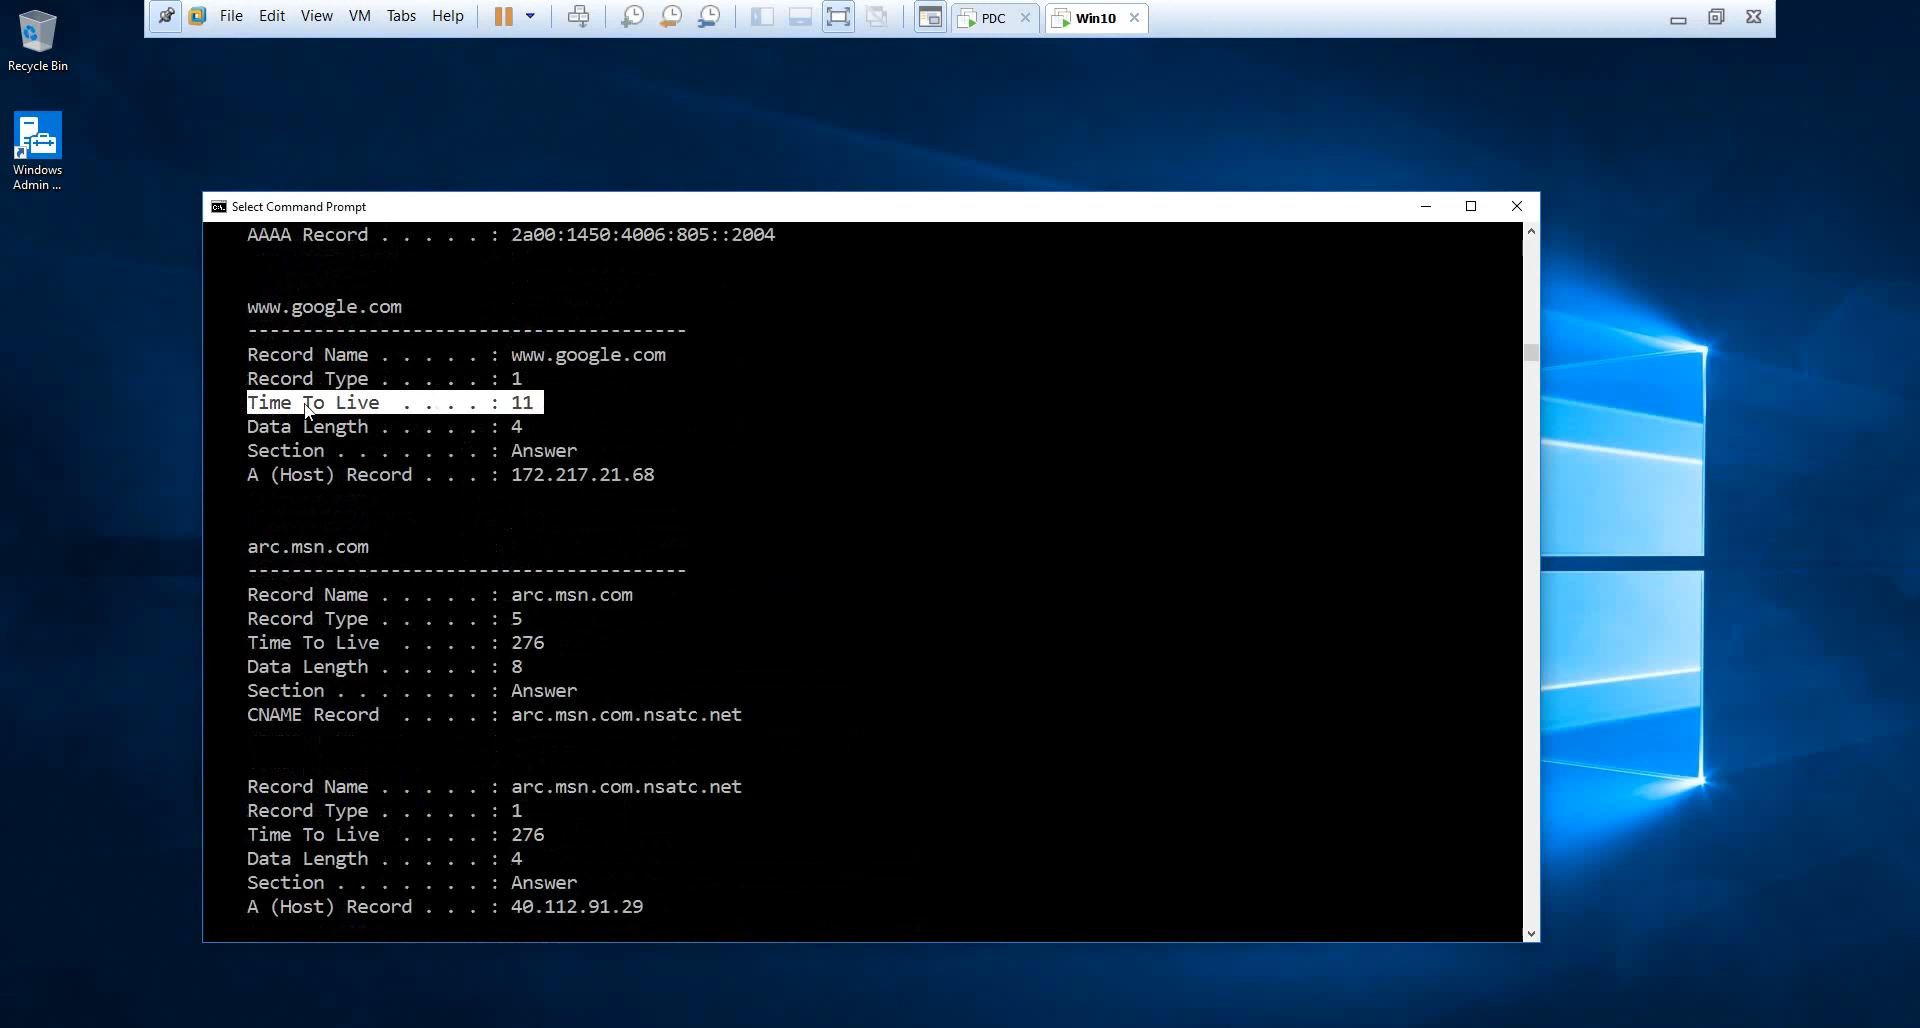 File Edit View VM Tabs Help PDC Win10
Recycle Bin
Windows
Admin ...
Select Command Prompt
AAAA Record . . . . . : 2a00:1450:4006:805::2004
www.google.com
----------------------------------------
Record Name . . . . . : www.google.com
Record Type . . . . . : 1
Time To Live  . . . . : 11
Data Length . . . . . : 4
Section . . . . . . . : Answer
A (Host) Record . . . : 172.217.21.68
arc.msn.com
----------------------------------------
Record Name . . . . . : arc.msn.com
Record Type . . . . . : 5
Time To Live  . . . . : 276
Data Length . . . . . : 8
Section . . . . . . . : Answer
CNAME Record  . . . . : arc.msn.com.nsatc.net
Record Name . . . . . : arc.msn.com.nsatc.net
Record Type . . . . . : 1
Time To Live  . . . . : 276
Data Length . . . . . : 4
Section . . . . . . . : Answer
A (Host) Record . . . : 40.112.91.29